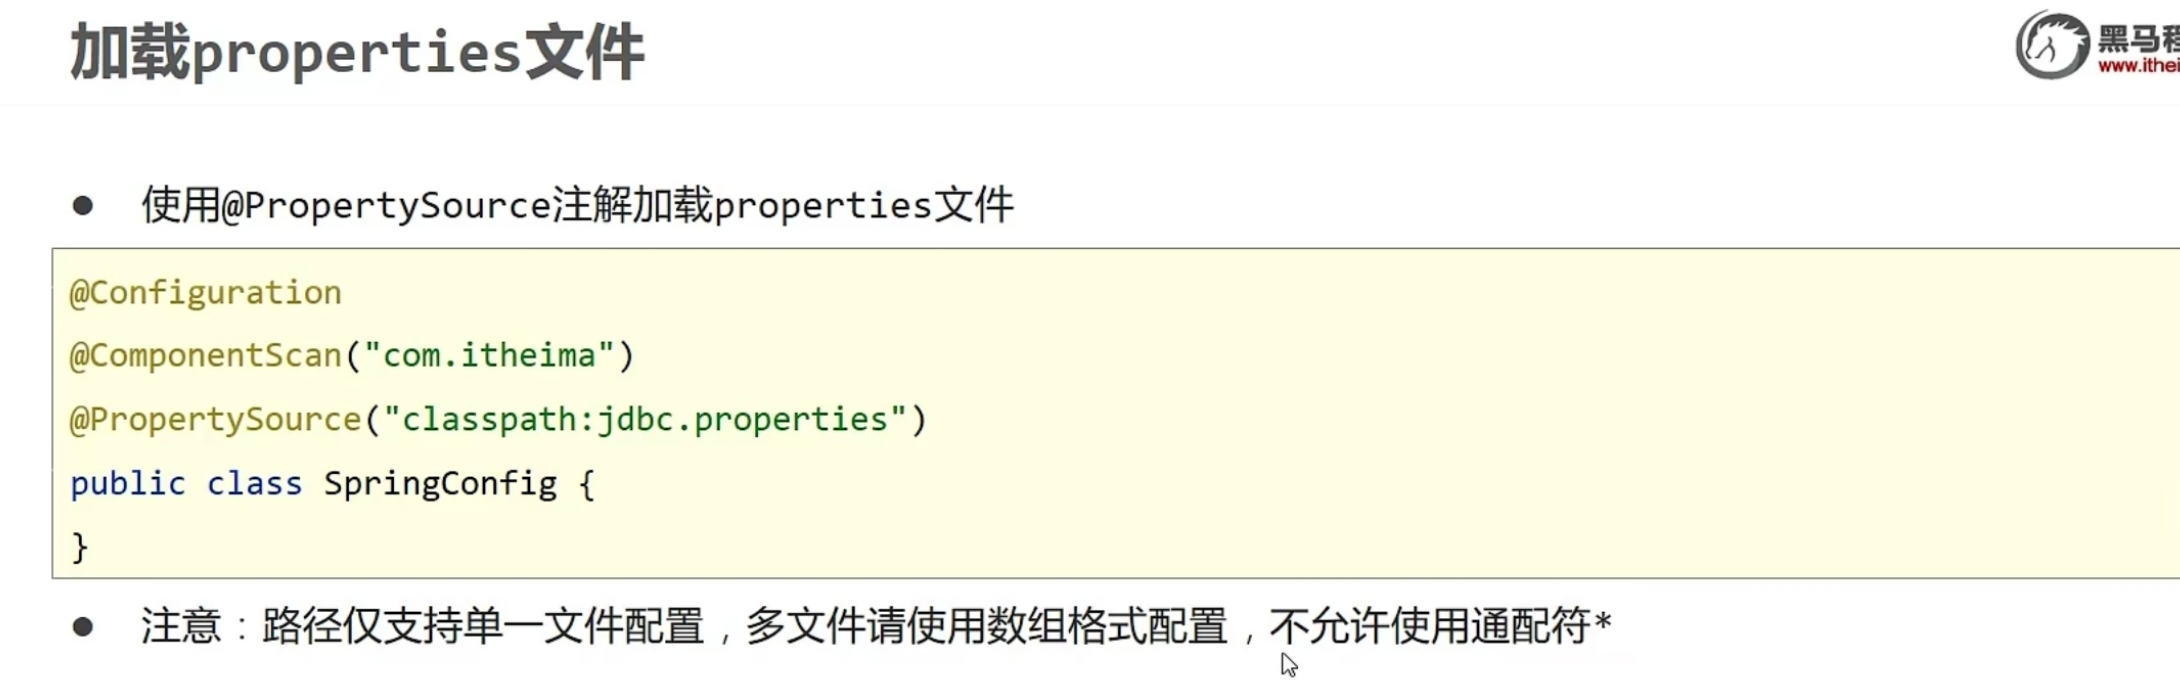 加载properties文件
黑马程
www.ithei
● 使用@PropertySource注解加载properties文件
@Configuration
@ComponentScan("com.itheima")
@PropertySource("classpath:jdbc.properties")
public class SpringConfig {
}
● 注意：路径仅支持单一文件配置，多文件请使用数组格式配置，不允许使用通配符*